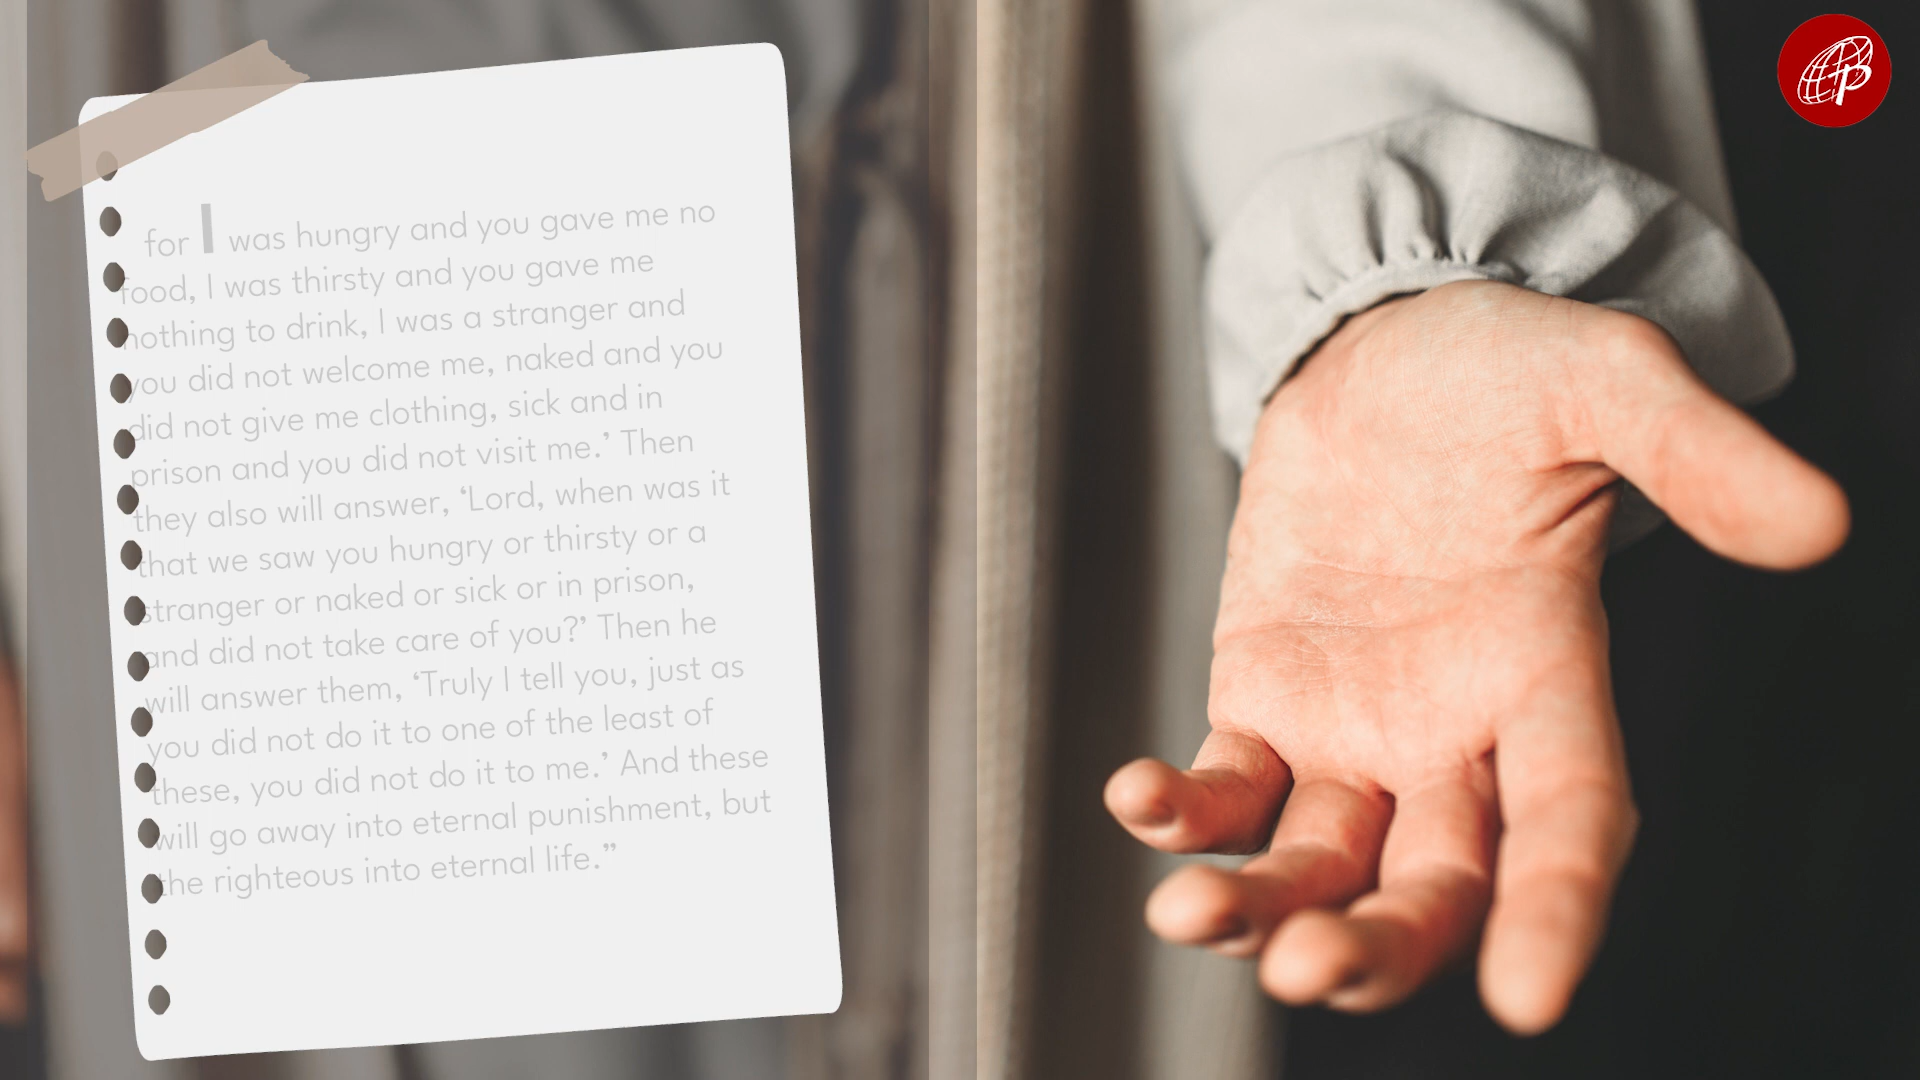 for I was hungry and you gave me no
food, I was thirsty and you gave me
nothing to drink, I was a stranger and
you did not welcome me, naked and you
did not give me clothing, sick and in
prison and you did not visit me.’ Then
they also will answer, ‘Lord, when was it
that we saw you hungry or thirsty or a
stranger or naked or sick or in prison,
and did not take care of you?’ Then he
will answer them, ‘Truly I tell you, just as
you did not do it to one of the least of
these, you did not do it to me.’ And these
will go away into eternal punishment, but
the righteous into eternal life.”
P